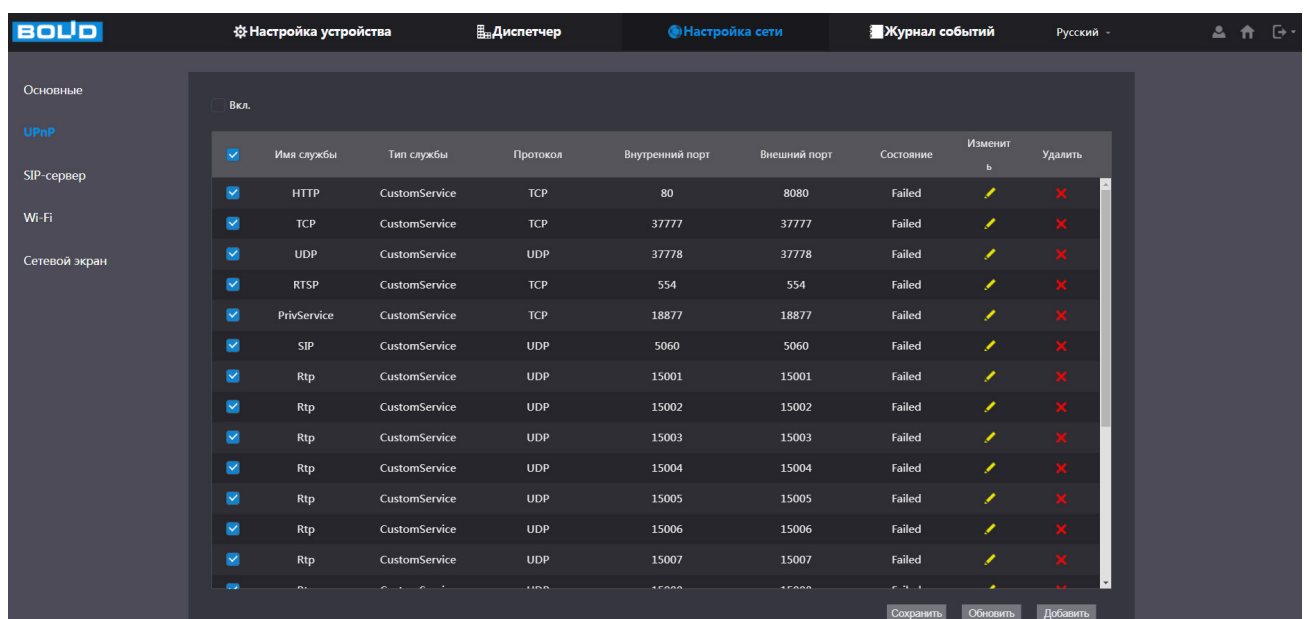 BOLID Настройка устройства Диспетчер Настройка сети Журнал событий Русский
Основные
UPnP
SIP-сервер
Wi-Fi
Сетевой экран
Вкл.
Имя службы Тип службы Протокол Внутренний порт Внешний порт Состояние Изменит
ь Удалить
HTTP CustomService TCP 80 8080 Failed
TCP CustomService TCP 37777 37777 Failed
UDP CustomService UDP 37778 37778 Failed
RTSP CustomService TCP 554 554 Failed
PrivService CustomService TCP 18877 18877 Failed
SIP CustomService UDP 5060 5060 Failed
Rtp CustomService UDP 15001 15001 Failed
Rtp CustomService UDP 15002 15002 Failed
Rtp CustomService UDP 15003 15003 Failed
Rtp CustomService UDP 15004 15004 Failed
Rtp CustomService UDP 15005 15005 Failed
Rtp CustomService UDP 15006 15006 Failed
Rtp CustomService UDP 15007 15007 Failed
Сохранить Обновить Добавить